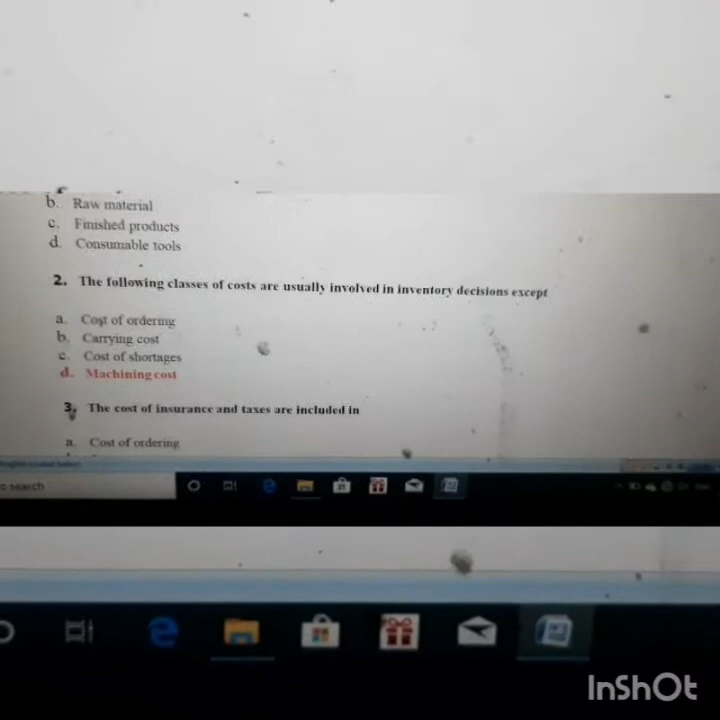 b. Raw material
c. Finished products
d. Consumable tools
2. The following classes of costs are usually involved in inventory decisions except
a. Cost of ordering
b. Carrying cost
c. Cost of shortages
d. Machining cost
3. The cost of insurance and taxes are included in
a. Cost of ordering
o search
InShOt